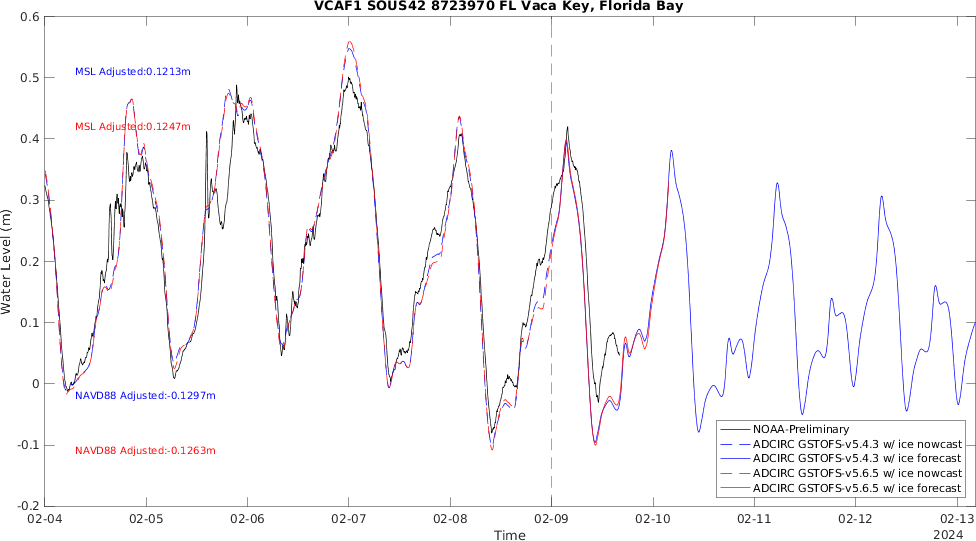 VCAF1 SOUS42 8723970 FL Vaca Key, Florida Bay
0.6
0.5
0.4
0.3
0.2
0.1
0
-0.1
-0.2
Water Level (m)
MSL Adjusted:0.1213m
MSL Adjusted:0.1247m
NAVD88 Adjusted:-0.1297m
NAVD88 Adjusted:-0.1263m
NOAA-Preliminary
ADCIRC GSTOFS-v5.4.3 w/ ice nowcast
ADCIRC GSTOFS-v5.4.3 w/ ice forecast
ADCIRC GSTOFS-v5.6.5 w/ ice nowcast
ADCIRC GSTOFS-v5.6.5 w/ ice forecast
02-04 02-05 02-06 02-07 02-08 02-09 02-10 02-11 02-12 02-13
Time
2024